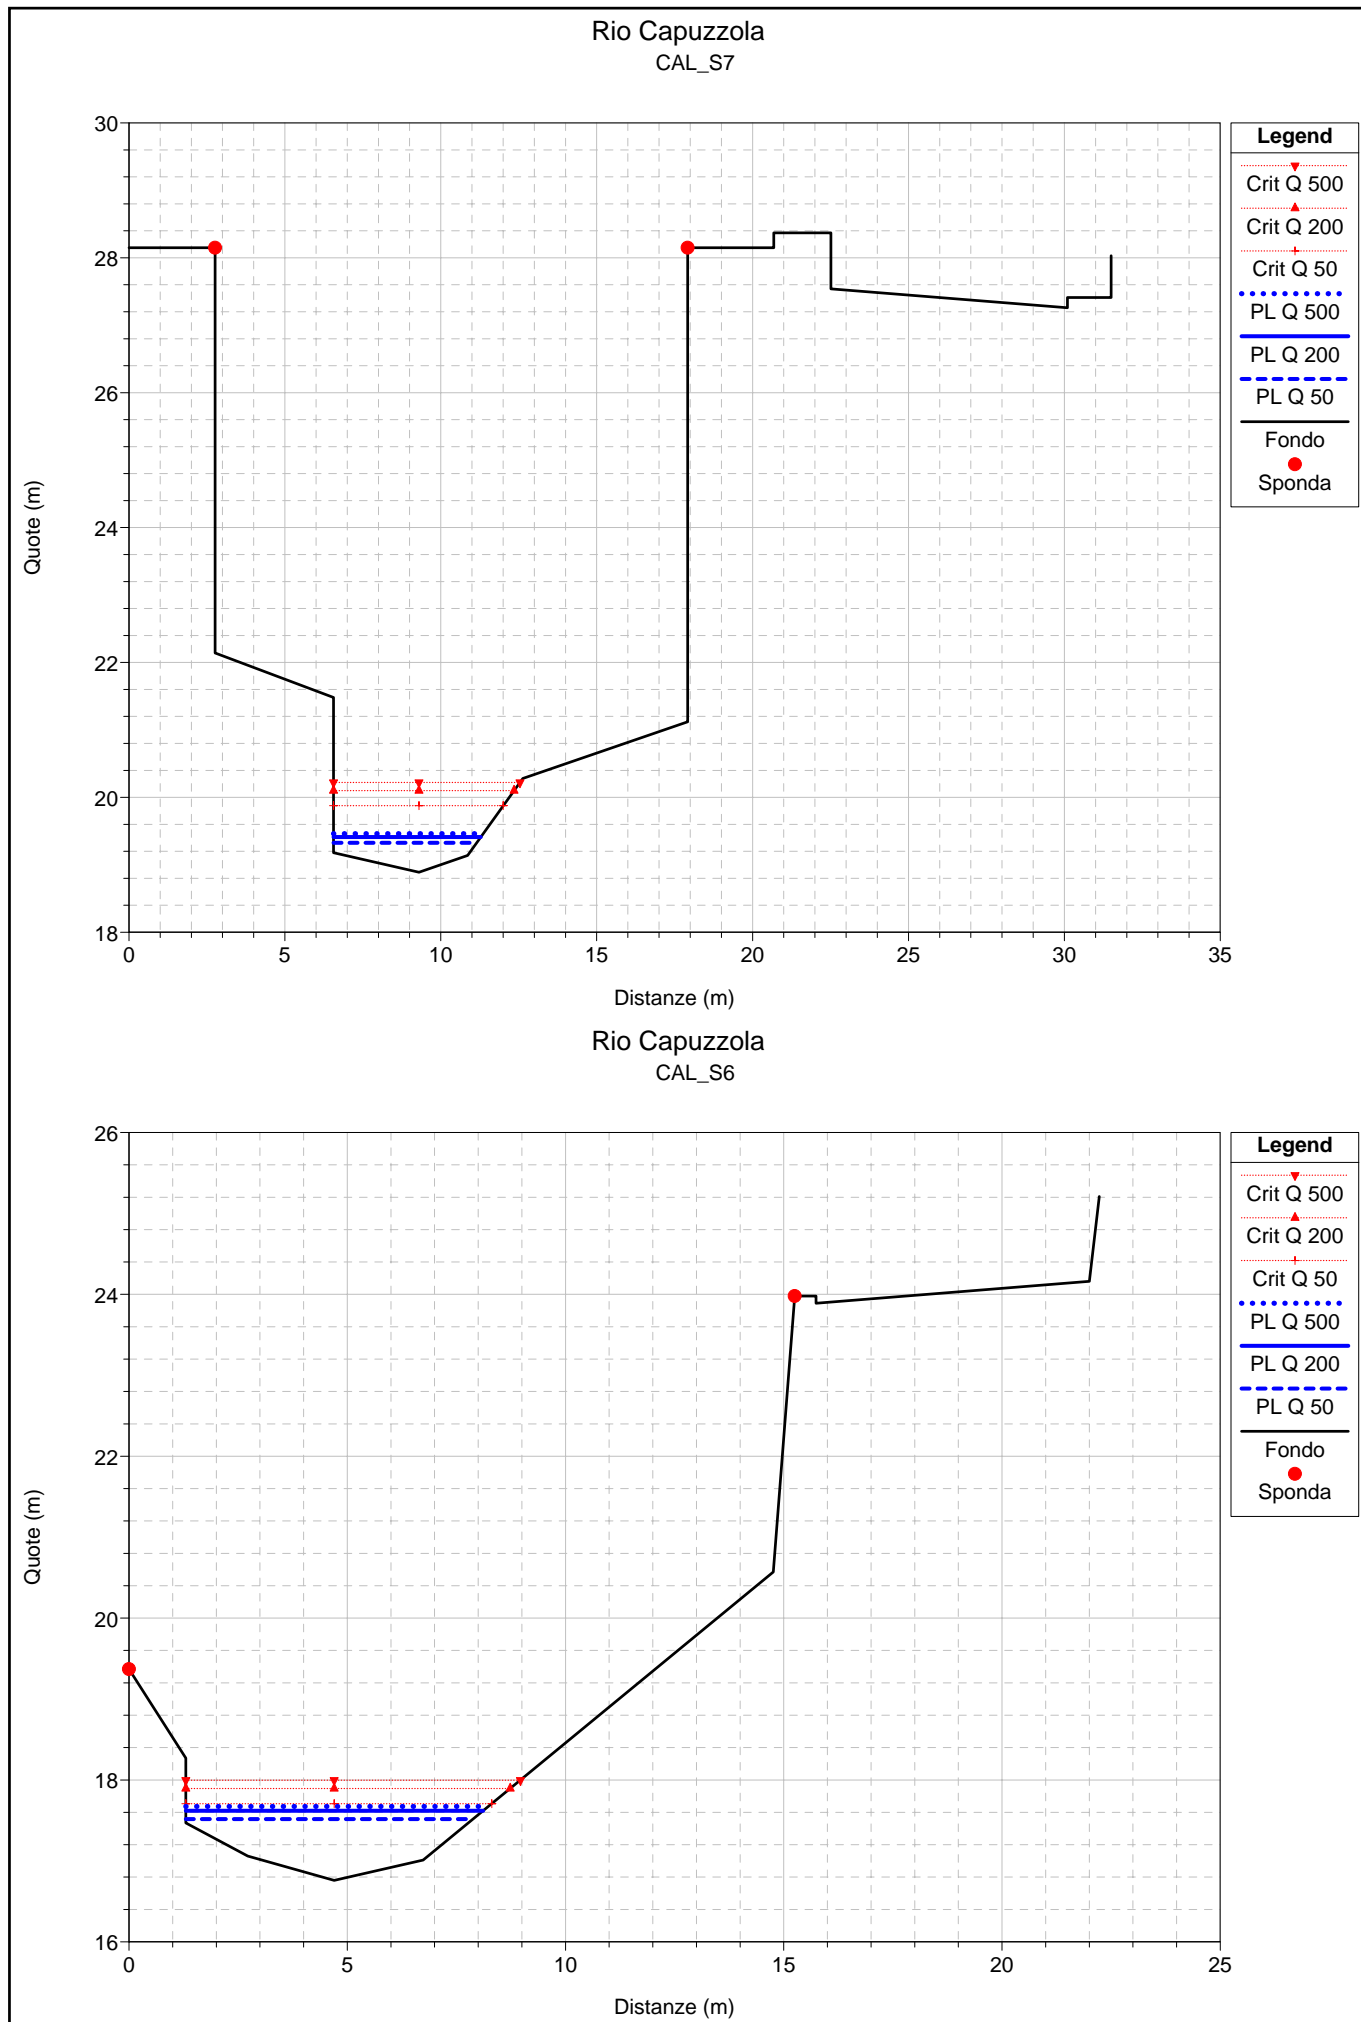 Rio Capuzzola
CAL_S7
30
28
26
24
22
20
18
Quote (m)
0 5 10 15 20 25 30 35
Distanze (m)
Legend
Crit Q 500
Crit Q 200
Crit Q 50
PL Q 500
PL Q 200
PL Q 50
Fondo
Sponda
Rio Capuzzola
CAL_S6
26
24
22
20
18
16
Quote (m)
0 5 10 15 20 25
Distanze (m)
Legend
Crit Q 500
Crit Q 200
Crit Q 50
PL Q 500
PL Q 200
PL Q 50
Fondo
Sponda